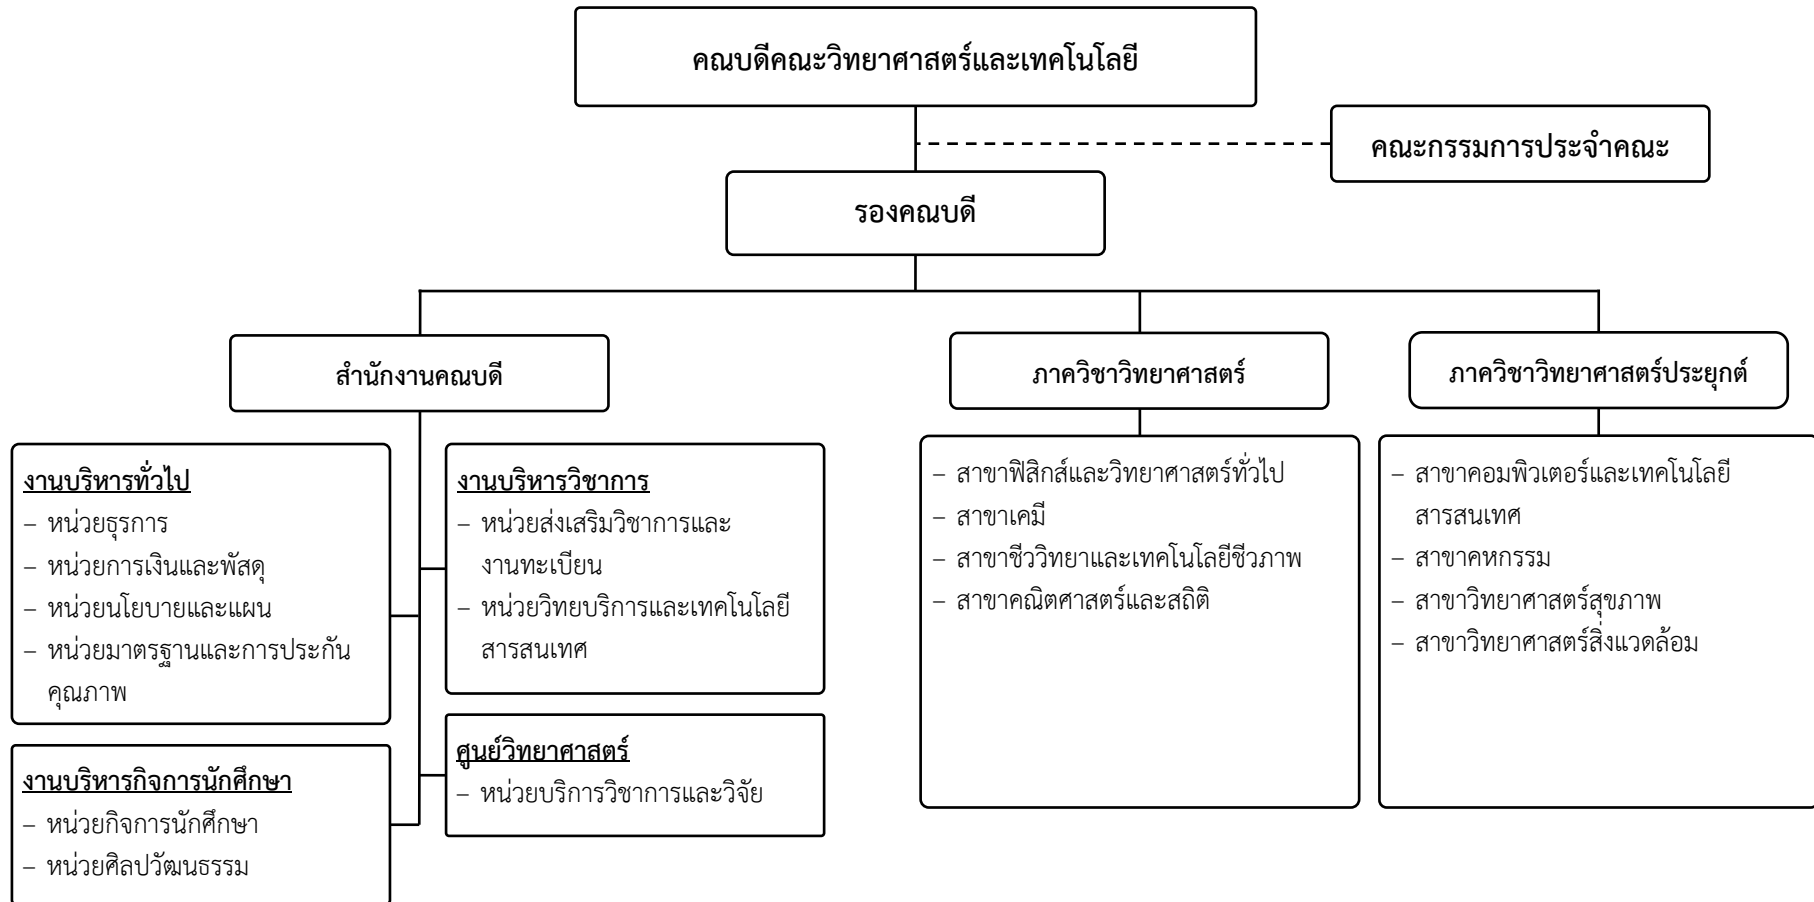 คณบดีคณะวิทยาศาสตร์และเทคโนโลยี
คณะกรรมการประจำคณะ
รองคณบดี
สำนักงานคณบดี
ภาควิชาวิทยาศาสตร์
ภาควิชาวิทยาศาสตร์ประยุกต์
งานบริหารทั่วไป
– หน่วยธุรการ
– หน่วยการเงินและพัสดุ
– หน่วยนโยบายและแผน
– หน่วยมาตรฐานและการประกัน
คุณภาพ
งานบริหารวิชาการ
– หน่วยส่งเสริมวิชาการและ
งานทะเบียน
– หน่วยวิทยบริการและเทคโนโลยี
สารสนเทศ
– สาขาฟิสิกส์และวิทยาศาสตร์ทั่วไป
– สาขาเคมี
– สาขาชีววิทยาและเทคโนโลยีชีวภาพ
– สาขาคณิตศาสตร์และสถิติ
– สาขาคอมพิวเตอร์และเทคโนโลยี
สารสนเทศ
– สาขาคหกรรม
– สาขาวิทยาศาสตร์สุขภาพ
– สาขาวิทยาศาสตร์สิ่งแวดล้อม
งานบริหารกิจการนักศึกษา
– หน่วยกิจการนักศึกษา
– หน่วยศิลปวัฒนธรรม
ศูนย์วิทยาศาสตร์
– หน่วยบริการวิชาการและวิจัย